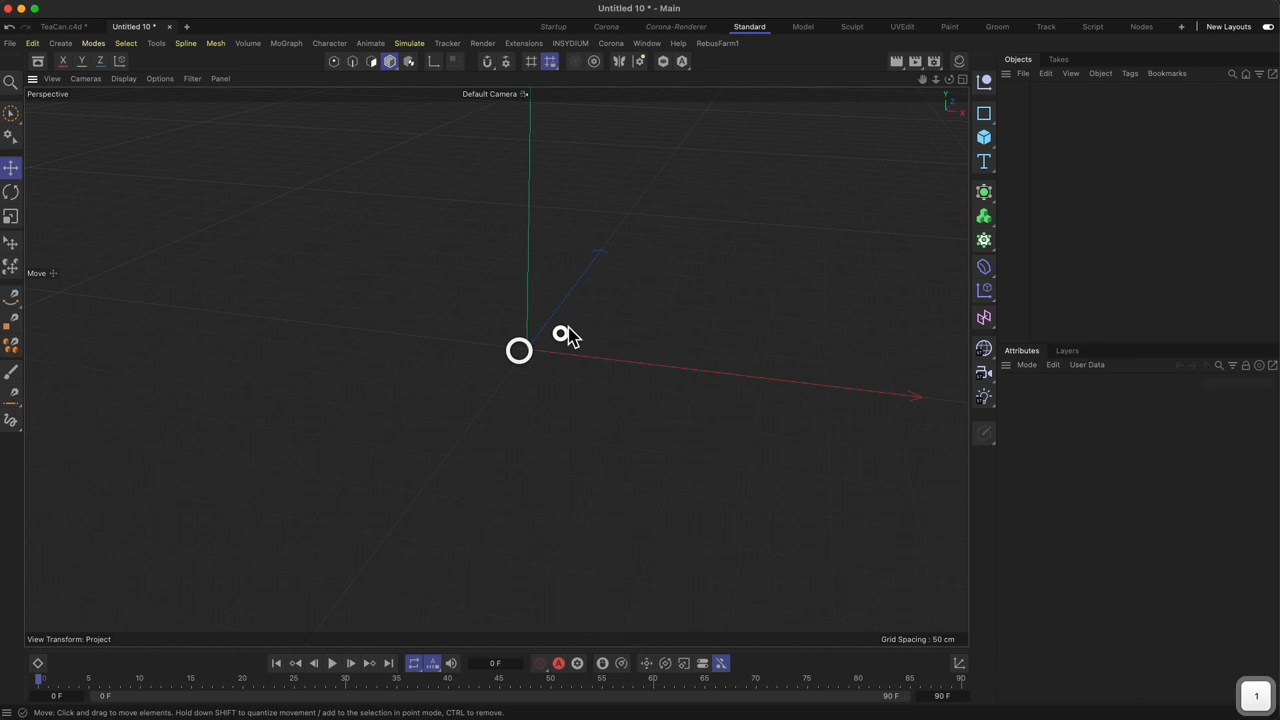 Untitled 10 * - Main
TeaCan.c4d *
Untitled 10 *
Startup
Corona
Corona-Renderer
Standard
Model
Sculpt
UVEdit
Paint
Groom
Track
Script
Nodes
New Layouts
File Edit Create Modes Select Tools Spline Mesh Volume MoGraph Character Animate Simulate Tracker Render Extensions INSYDIUM Corona Window Help RebusFarm1
Objects Takes
X Y Z
File Edit View Object Tags Bookmarks
View Cameras Display Options Filter Panel
Perspective
Default Camera
Y
Z
X
Move
Attributes Layers
Mode Edit User Data
View Transform: Project
Grid Spacing : 50 cm
0 F
0 5 10 15 20 25 30 35 40 45 50 55 60 65 70 75 80 85 90
0 F
0 F
90 F
90 F
Move: Click and drag to move elements. Hold down SHIFT to quantize movement / add to the selection in point mode, CTRL to remove.
1